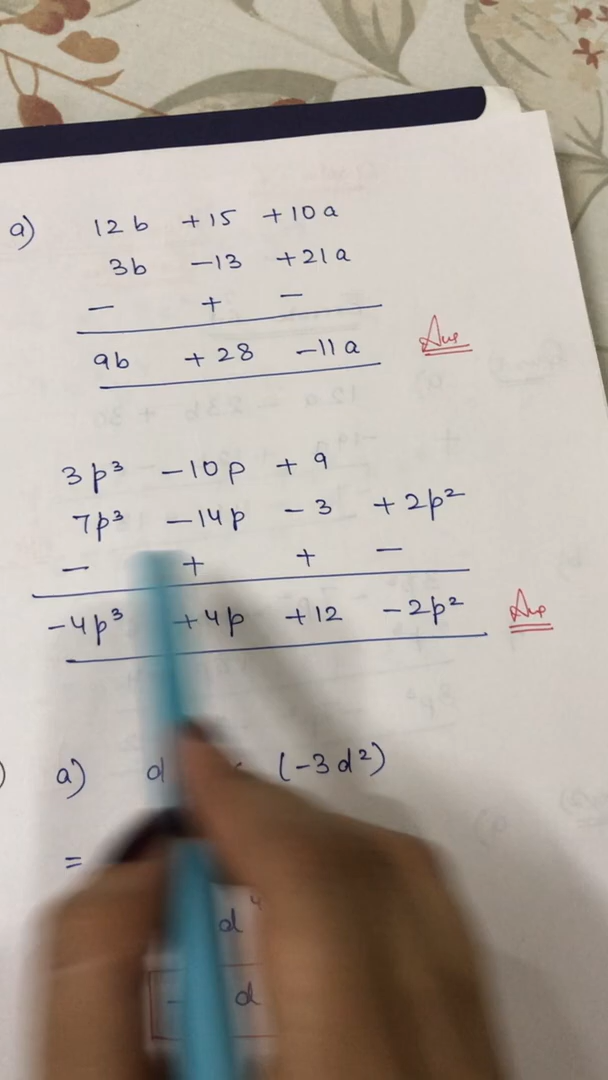 a) 12b +15 +10a
3b -13 +21a
- + -
9b +28 -11a Ans
3p³ -10p + 9
7p³ -14p - 3 + 2p²
- + + -
-4p³ +4p +12 -2p² Ans
) a) d (-3d²)
=
d⁴
- d